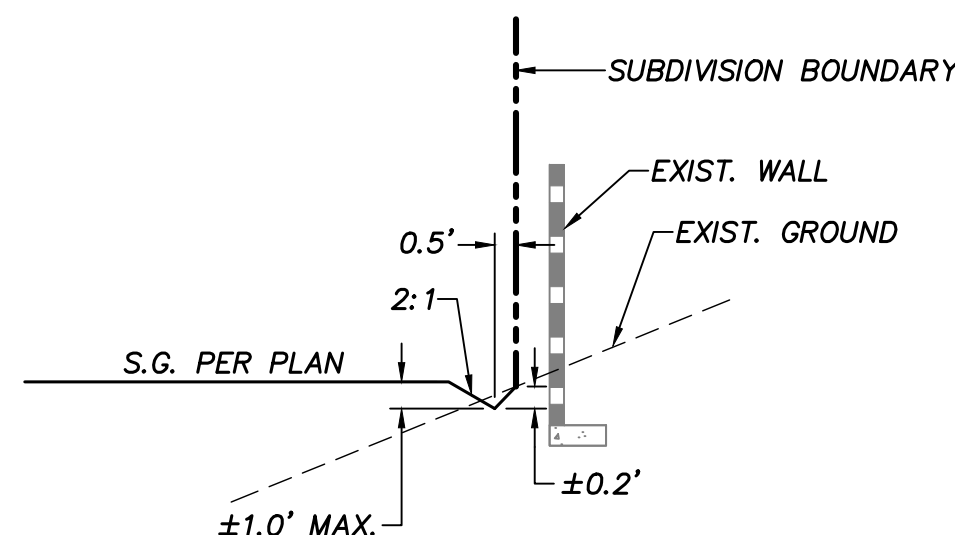 SUBDIVISION BOUNDARY
EXIST. WALL
EXIST. GROUND
0.5'
2:1
S.G. PER PLAN
±0.2'
±1.0' MAX.